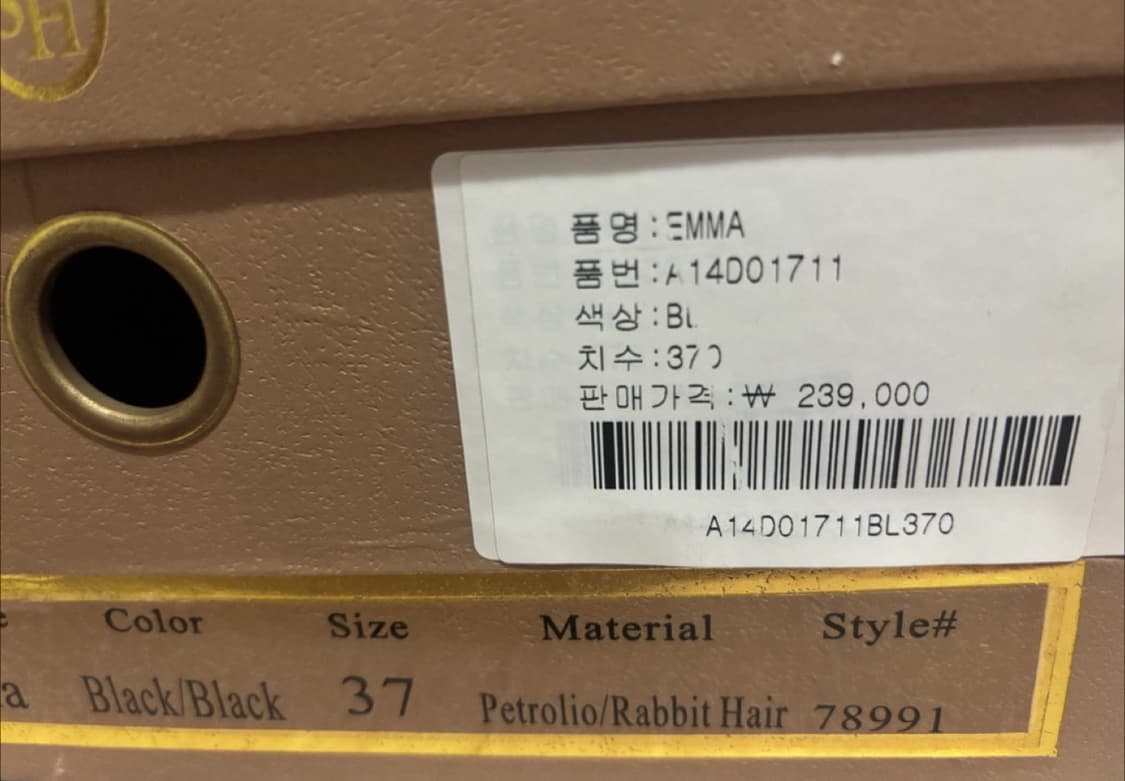 HS
품명:EMMA
품번:A14D01711
색상:BL
치수:370
판매가격:₩ 239,000
A14D01711BL370
Color Size Material Style#
Black/Black 37 Petrolio/Rabbit Hair 78991